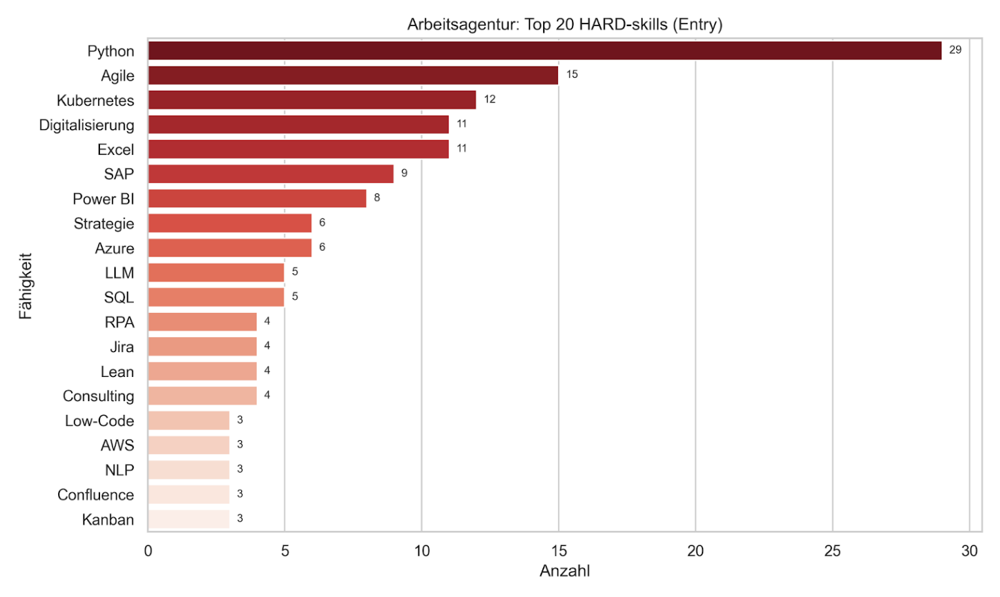 Arbeitsagentur: Top 20 HARD-skills (Entry)
Python 29
Agile 15
Kubernetes 12
Digitalisierung 11
Excel 11
SAP 9
Power BI 8
Strategie 6
Azure 6
LLM 5
SQL 5
RPA 4
Jira 4
Lean 4
Consulting 4
Low-Code 3
AWS 3
NLP 3
Confluence 3
Kanban 3
Fähigkeit
0 5 10 15 20 25 30
Anzahl